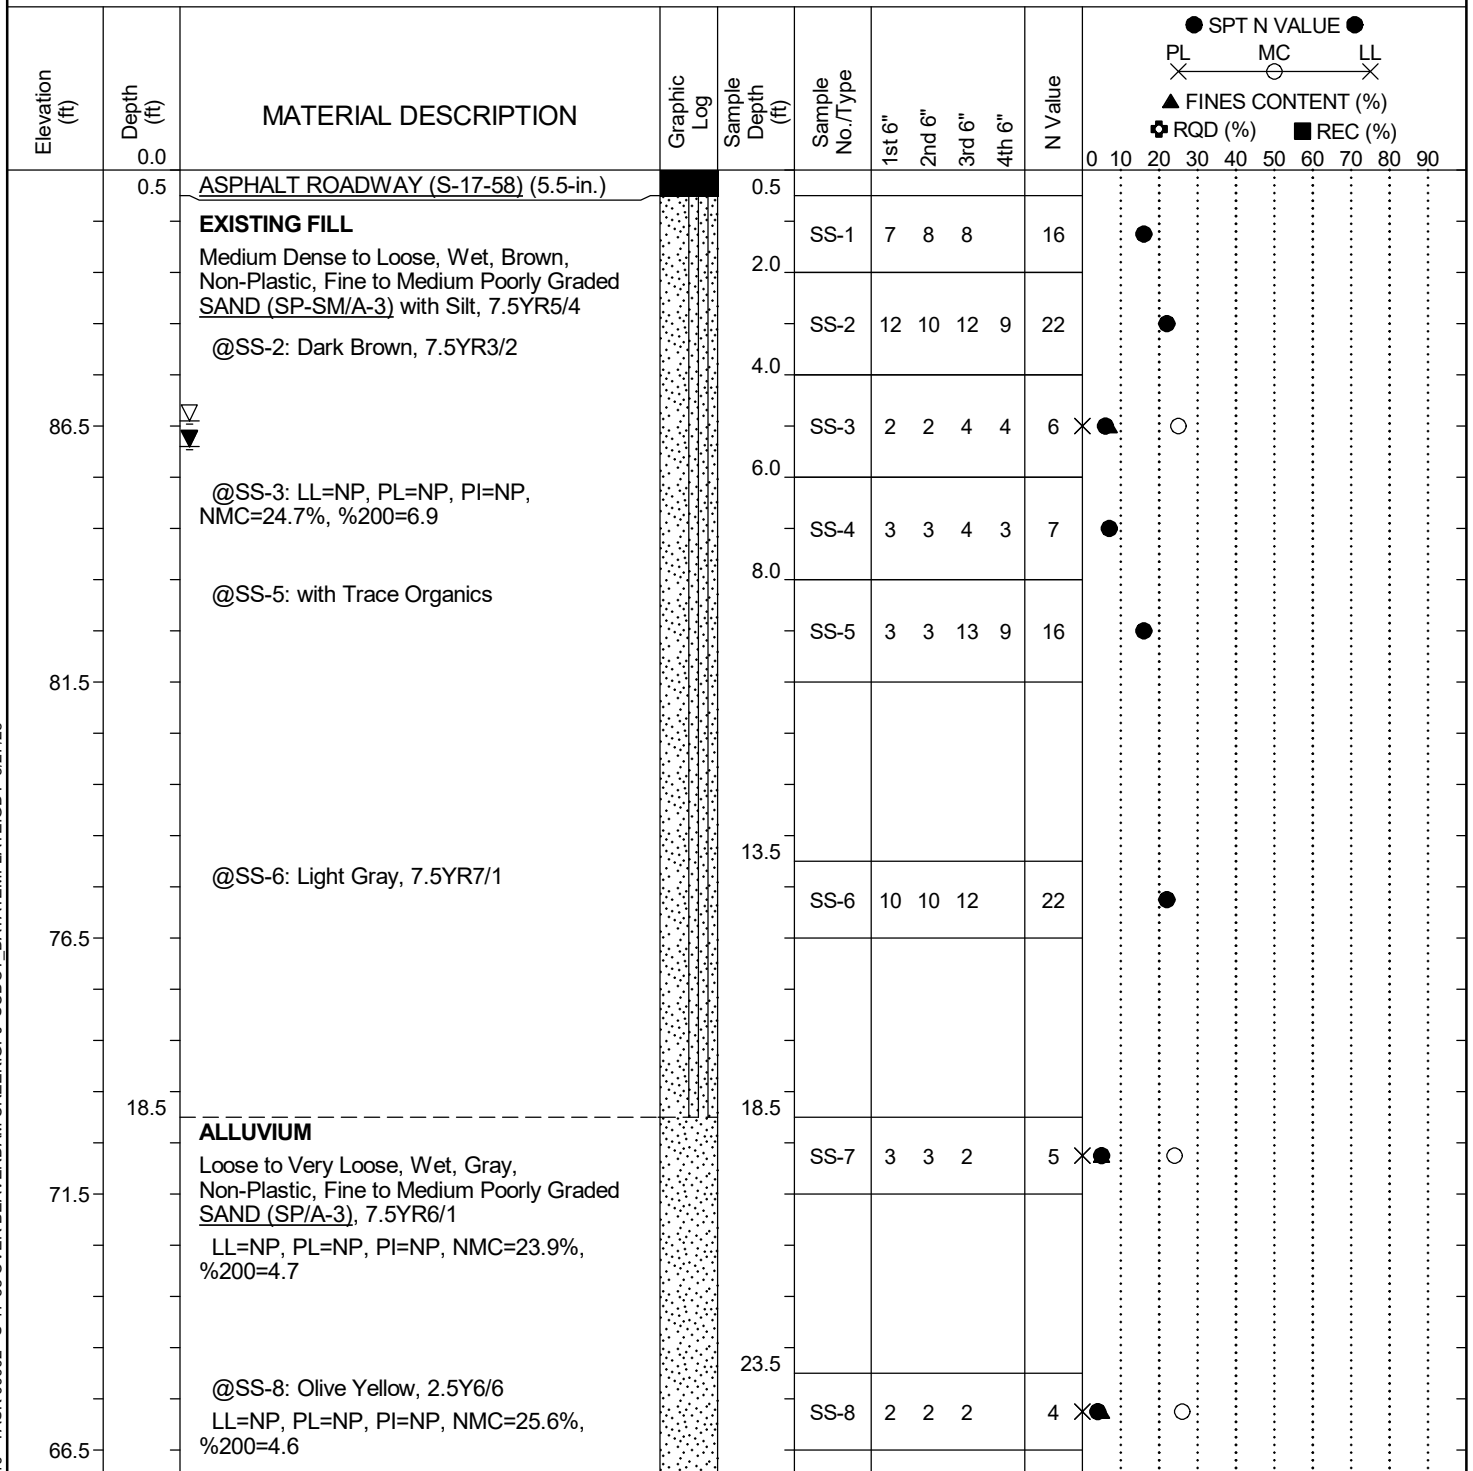 ● SPT N VALUE ●
PL MC LL
▲ FINES CONTENT (%)
RQD (%) ■ REC (%)
Elevation (ft)
Depth (ft)
MATERIAL DESCRIPTION
Graphic Log
Sample Depth (ft)
Sample No./Type
1st 6"
2nd 6"
3rd 6"
4th 6"
N Value
0.0
0 10 20 30 40 50 60 70 80 90
0.5 ASPHALT ROADWAY (S-17-58) (5.5-in.) 0.5
EXISTING FILL
SS-1 7 8 8 16
Medium Dense to Loose, Wet, Brown,
2.0
Non-Plastic, Fine to Medium Poorly Graded
SAND (SP-SM/A-3) with Silt, 7.5YR5/4
SS-2 12 10 12 9 22
@SS-2: Dark Brown, 7.5YR3/2
4.0
86.5 SS-3 2 2 4 4 6
6.0
@SS-3: LL=NP, PL=NP, PI=NP,
NMC=24.7%, %200=6.9
SS-4 3 3 4 3 7
8.0
@SS-5: with Trace Organics
SS-5 3 3 13 9 16
81.5
13.5
@SS-6: Light Gray, 7.5YR7/1
SS-6 10 10 12 22
76.5
18.5 18.5
ALLUVIUM
SS-7 3 3 2 5
Loose to Very Loose, Wet, Gray,
71.5 Non-Plastic, Fine to Medium Poorly Graded
SAND (SP/A-3), 7.5YR6/1
LL=NP, PL=NP, PI=NP, NMC=23.9%,
%200=4.7
23.5
@SS-8: Olive Yellow, 2.5Y6/6
SS-8 2 2 2 4
LL=NP, PL=NP, PI=NP, NMC=25.6%,
%200=4.6
66.5